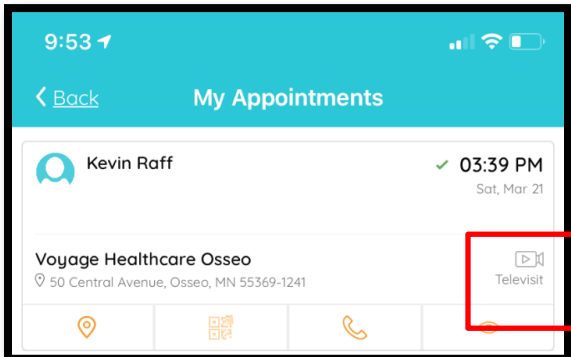 9:53
Back My Appointments
Kevin Raff 03:39 PM
Sat, Mar 21
Voyage Healthcare Osseo
50 Central Avenue, Osseo, MN 55369-1241 Televisit